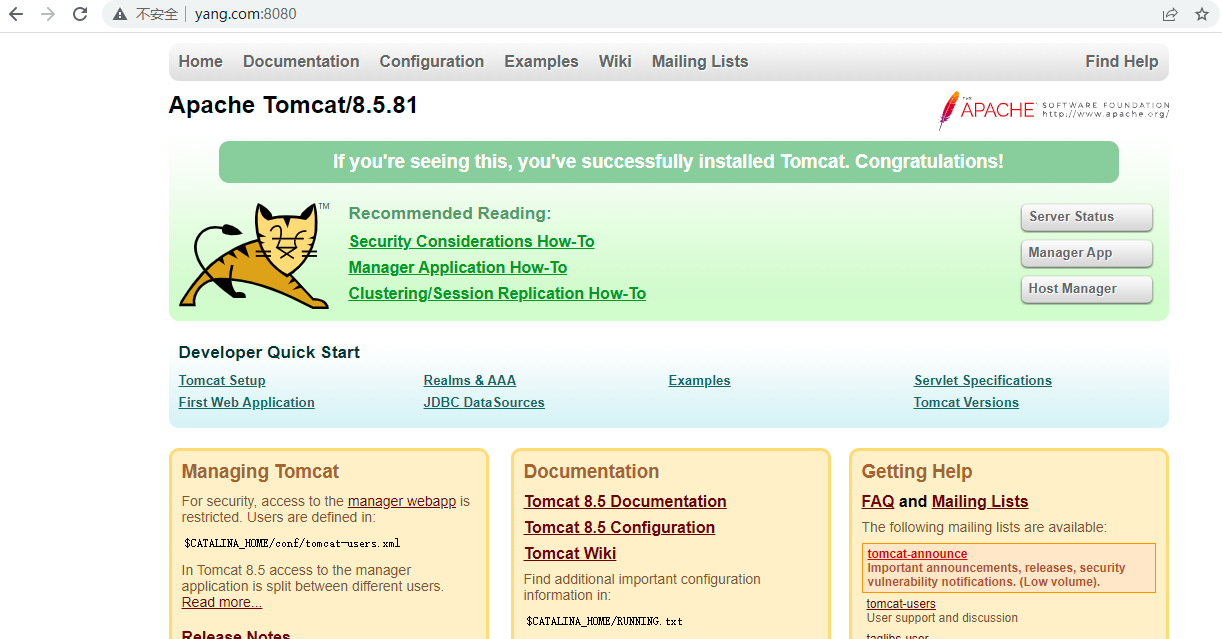 不安全 yang.com:8080
Home Documentation Configuration Examples Wiki Mailing Lists Find Help
Apache Tomcat/8.5.81
THE APACHE SOFTWARE FOUNDATION
http://www.apache.org/
If you're seeing this, you've successfully installed Tomcat. Congratulations!
TM
Recommended Reading:
Security Considerations How-To
Manager Application How-To
Clustering/Session Replication How-To
Server Status
Manager App
Host Manager
Developer Quick Start
Tomcat Setup
First Web Application
Realms & AAA
JDBC DataSources
Examples
Servlet Specifications
Tomcat Versions
Managing Tomcat
For security, access to the manager webapp is
restricted. Users are defined in:
$CATALINA_HOME/conf/tomcat-users.xml
In Tomcat 8.5 access to the manager
application is split between different users.
Read more...
Release Notes
Documentation
Tomcat 8.5 Documentation
Tomcat 8.5 Configuration
Tomcat Wiki
Find additional important configuration
information in:
$CATALINA_HOME/RUNNING.txt
Getting Help
FAQ and Mailing Lists
The following mailing lists are available:
tomcat-announce
Important announcements, releases, security
vulnerability notifications. (Low volume).
tomcat-users
User support and discussion
taglibs-user